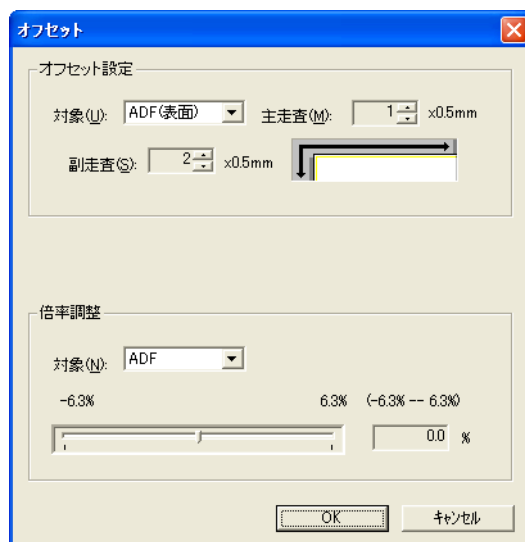 オフセット
オフセット設定
対象(U): ADF(表面) 主走査(M): 1 x0.5mm
副走査(S): 2 x0.5mm
倍率調整
対象(N): ADF
-6.3% 6.3% (-6.3% -- 6.3%)
0.0 %
OK キャンセル